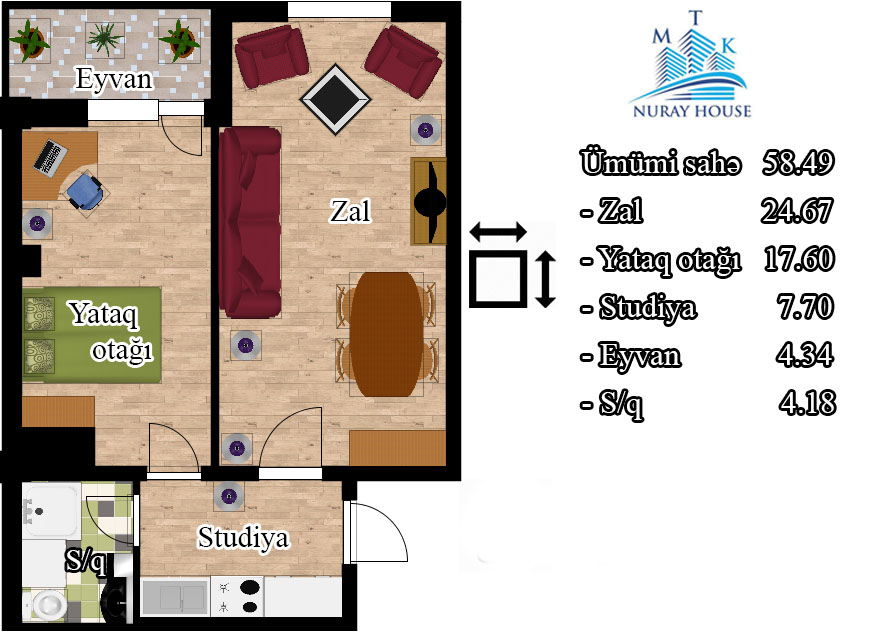 Eyvan
Zal
Yataq
otağı
Studiya
S/q
M T K
NURAY HOUSE
Ümümi sahə 58.49
- Zal 24.67
- Yataq otağı 17.60
- Studiya 7.70
- Eyvan 4.34
- S/q 4.18